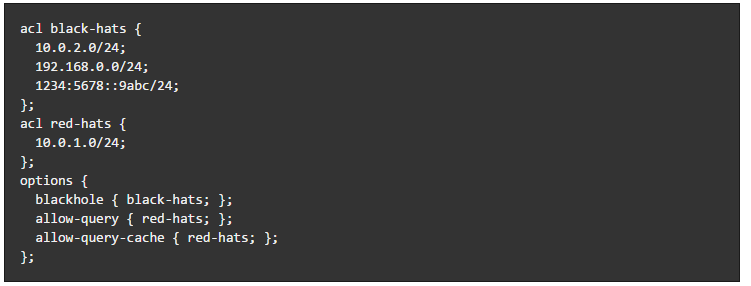 acl black-hats {
  10.0.2.0/24;
  192.168.0.0/24;
  1234:5678::9abc/24;
};
acl red-hats {
  10.0.1.0/24;
};
options {
  blackhole { black-hats; };
  allow-query { red-hats; };
  allow-query-cache { red-hats; };
};